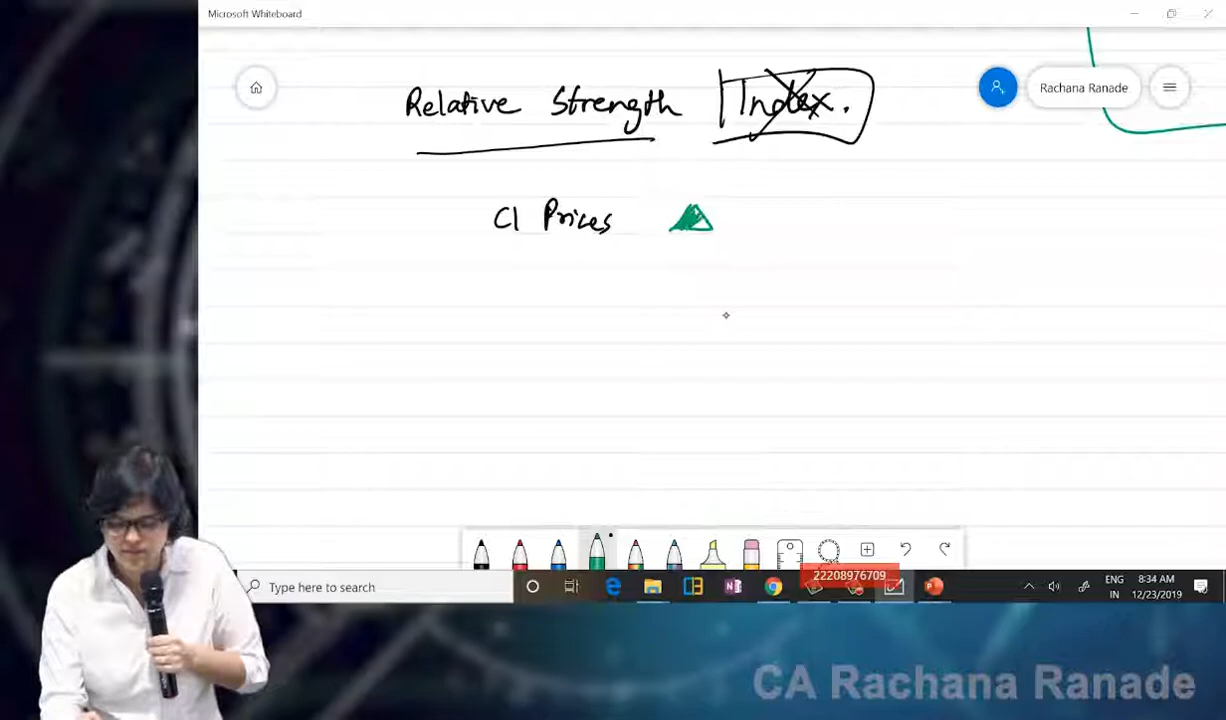 Microsoft Whiteboard
Relative Strength Index.
Rachana Ranade
Cl Prices
22208976709
Type here to search
ENG
IN
8:34 AM
12/23/2019
CA Rachana Ranade